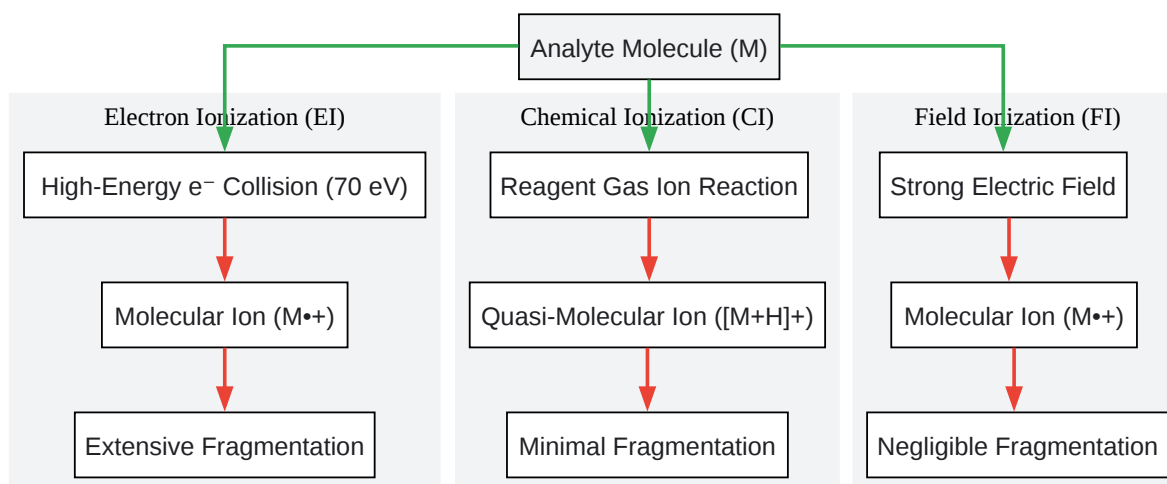 Analyte Molecule (M)
Electron Ionization (EI)
Chemical Ionization (CI)
Field Ionization (FI)
High-Energy e⁻ Collision (70 eV)
Reagent Gas Ion Reaction
Strong Electric Field
Molecular Ion (M•+)
Quasi-Molecular Ion ([M+H]+)
Molecular Ion (M•+)
Extensive Fragmentation
Minimal Fragmentation
Negligible Fragmentation